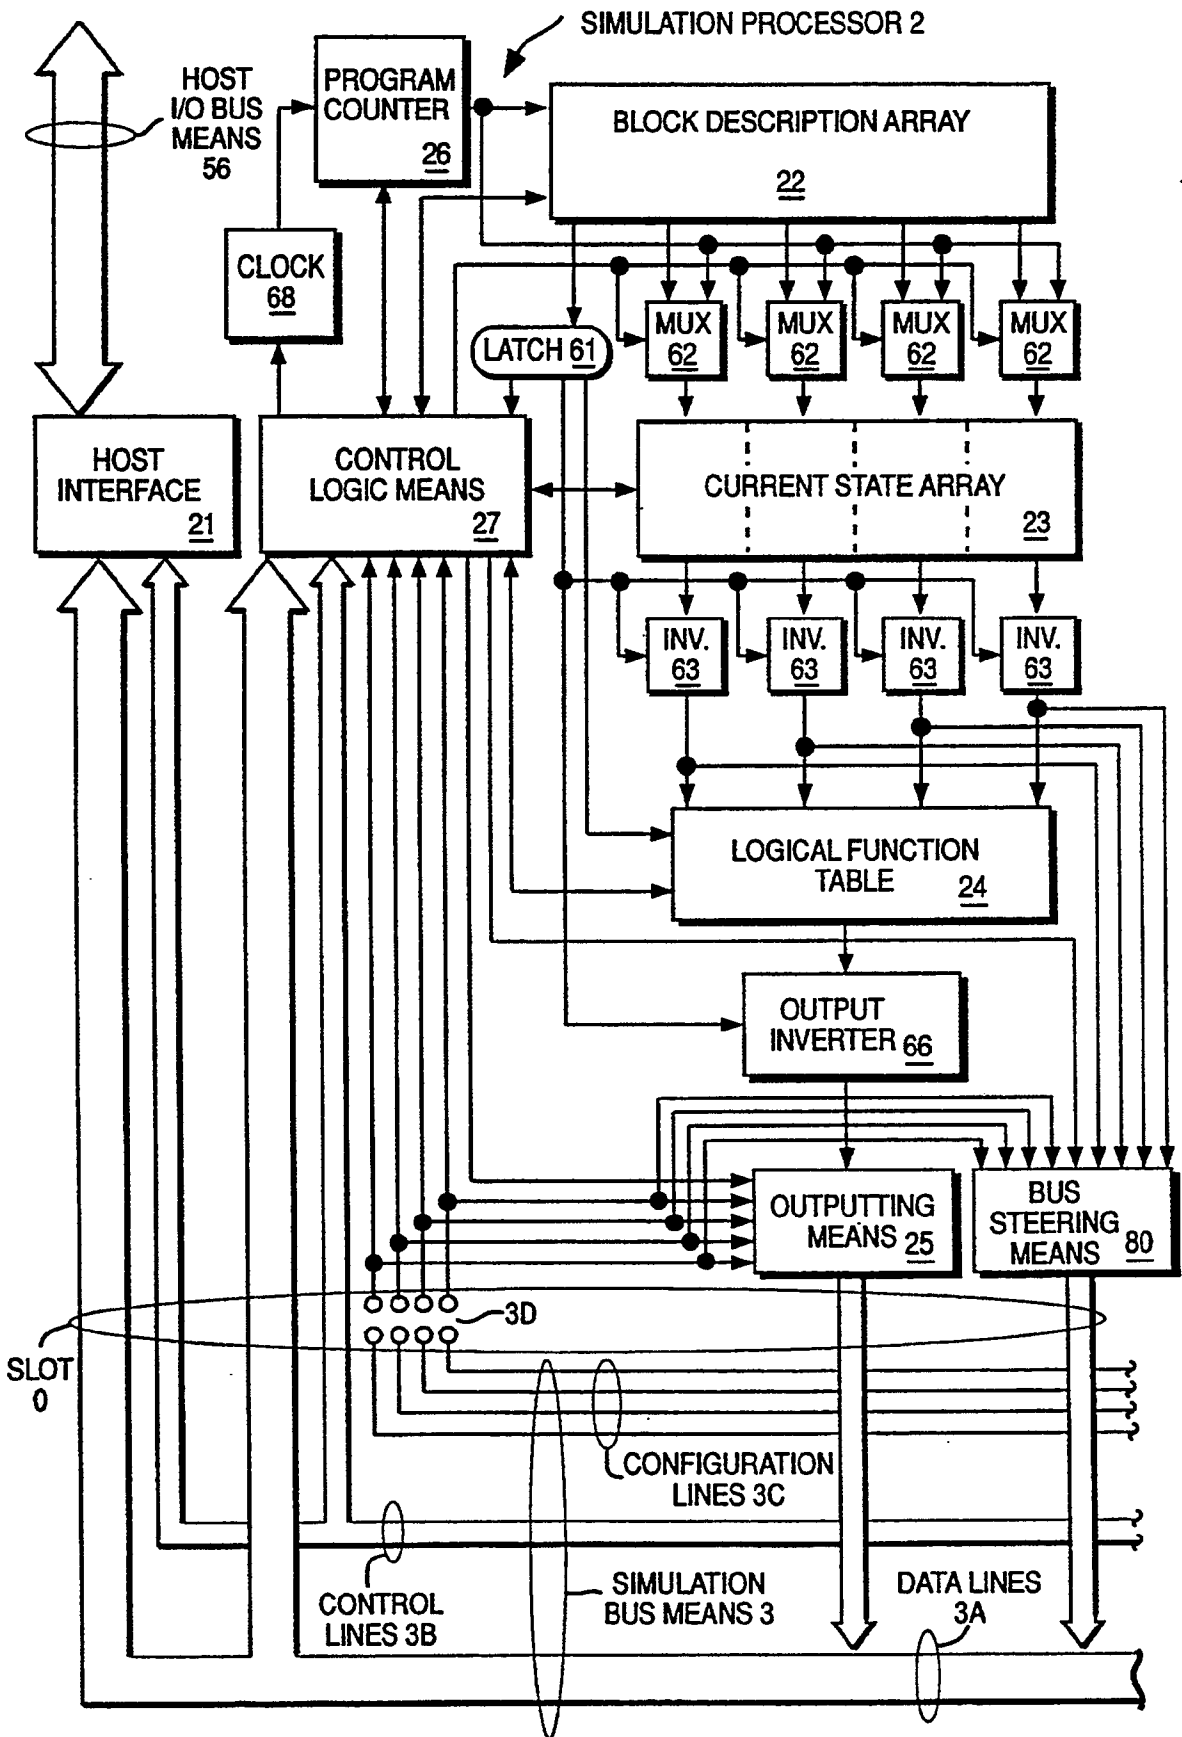 SIMULATION PROCESSOR 2
HOST
I/O BUS
MEANS
56
PROGRAM
COUNTER
26
BLOCK DESCRIPTION ARRAY
22
CLOCK
68
LATCH 61
MUX
62
MUX
62
MUX
62
MUX
62
HOST
INTERFACE
21
CONTROL
LOGIC MEANS
27
CURRENT STATE ARRAY
23
INV.
63
INV.
63
INV.
63
INV.
63
LOGICAL FUNCTION
TABLE
24
OUTPUT
INVERTER 66
OUTPUTTING
MEANS 25
BUS
STEERING
MEANS 80
3D
SLOT
0
CONFIGURATION
LINES 3C
CONTROL
LINES 3B
SIMULATION
BUS MEANS 3
DATA LINES
3A